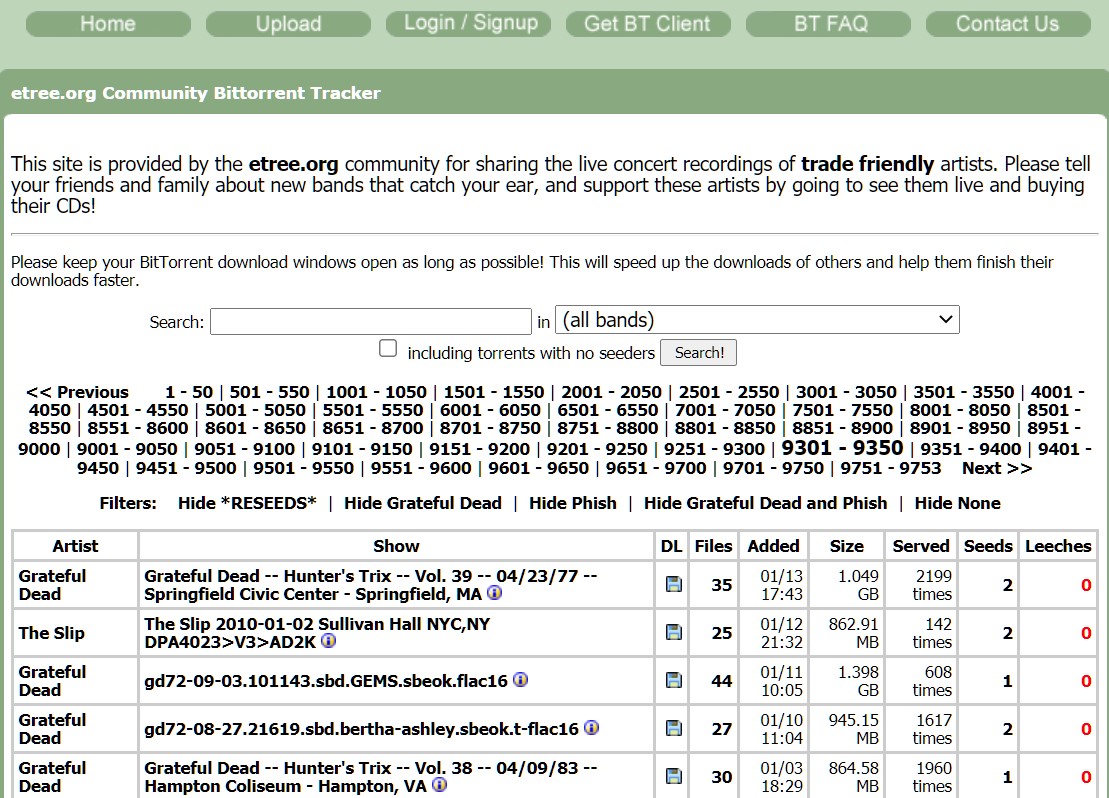 Home Upload Login / Signup Get BT Client BT FAQ Contact Us
etree.org Community Bittorrent Tracker
This site is provided by the etree.org community for sharing the live concert recordings of trade friendly artists. Please tell
your friends and family about new bands that catch your ear, and support these artists by going to see them live and buying
their CDs!
Please keep your BitTorrent download windows open as long as possible! This will speed up the downloads of others and help them finish their
downloads faster.
Search: in (all bands)
including torrents with no seeders Search!
<< Previous 1 - 50 | 501 - 550 | 1001 - 1050 | 1501 - 1550 | 2001 - 2050 | 2501 - 2550 | 3001 - 3050 | 3501 - 3550 | 4001 -
4050 | 4501 - 4550 | 5001 - 5050 | 5501 - 5550 | 6001 - 6050 | 6501 - 6550 | 7001 - 7050 | 7501 - 7550 | 8001 - 8050 | 8501 -
8550 | 8551 - 8600 | 8601 - 8650 | 8651 - 8700 | 8701 - 8750 | 8751 - 8800 | 8801 - 8850 | 8851 - 8900 | 8901 - 8950 | 8951 -
9000 | 9001 - 9050 | 9051 - 9100 | 9101 - 9150 | 9151 - 9200 | 9201 - 9250 | 9251 - 9300 | 9301 - 9350 | 9351 - 9400 | 9401 -
9450 | 9451 - 9500 | 9501 - 9550 | 9551 - 9600 | 9601 - 9650 | 9651 - 9700 | 9701 - 9750 | 9751 - 9753 Next >>
Filters: Hide *RESEEDS* | Hide Grateful Dead | Hide Phish | Hide Grateful Dead and Phish | Hide None
Artist Show DL Files Added Size Served Seeds Leeches
Grateful Dead Grateful Dead -- Hunter's Trix -- Vol. 39 -- 04/23/77 -- Springfield Civic Center - Springfield, MA 35 01/13 17:43 1.049 GB 2199 times 2 0
The Slip The Slip 2010-01-02 Sullivan Hall NYC,NY DPA4023>V3>AD2K 25 01/12 21:32 862.91 MB 142 times 2 0
Grateful Dead gd72-09-03.101143.sbd.GEMS.sbeok.flac16 44 01/11 10:05 1.398 GB 608 times 1 0
Grateful Dead gd72-08-27.21619.sbd.bertha-ashley.sbeok.t-flac16 27 01/10 11:04 945.15 MB 1617 times 2 0
Grateful Dead Grateful Dead -- Hunter's Trix -- Vol. 38 -- 04/09/83 -- Hampton Coliseum - Hampton, VA 30 01/03 18:29 864.58 MB 1960 times 1 0